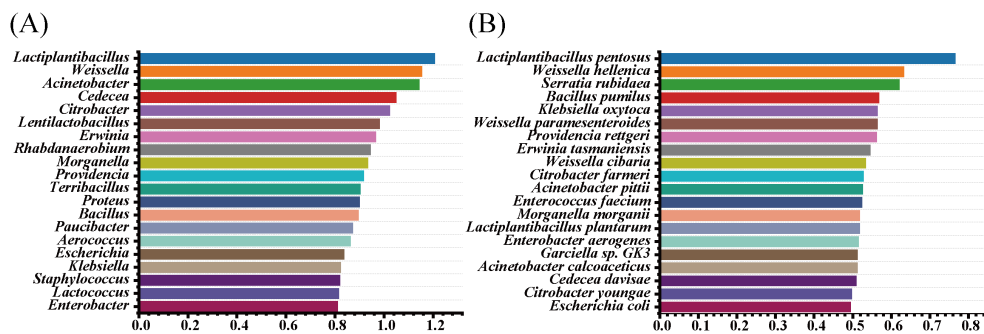 (A)
Lactiplantibacillus
Weissella
Acinetobacter
Cedecea
Citrobacter
Lentilactobacillus
Erwinia
Rhabdanaerobium
Morganella
Providencia
Terribacillus
Proteus
Bacillus
Paucibacter
Aerococcus
Escherichia
Klebsiella
Staphylococcus
Lactococcus
Enterobacter
0.0 0.2 0.4 0.6 0.8 1.0 1.2
(B)
Lactiplantibacillus pentosus
Weissella hellenica
Serratia rubidaea
Bacillus pumilus
Klebsiella oxytoca
Weissella paramesenteroides
Providencia rettgeri
Erwinia tasmaniensis
Weissella cibaria
Citrobacter farmeri
Acinetobacter pittii
Enterococcus faecium
Morganella morganii
Lactiplantibacillus plantarum
Enterobacter aerogenes
Garciella sp. GK3
Acinetobacter calcoaceticus
Cedecea davisae
Citrobacter youngae
Escherichia coli
0.0 0.1 0.2 0.3 0.4 0.5 0.6 0.7 0.8